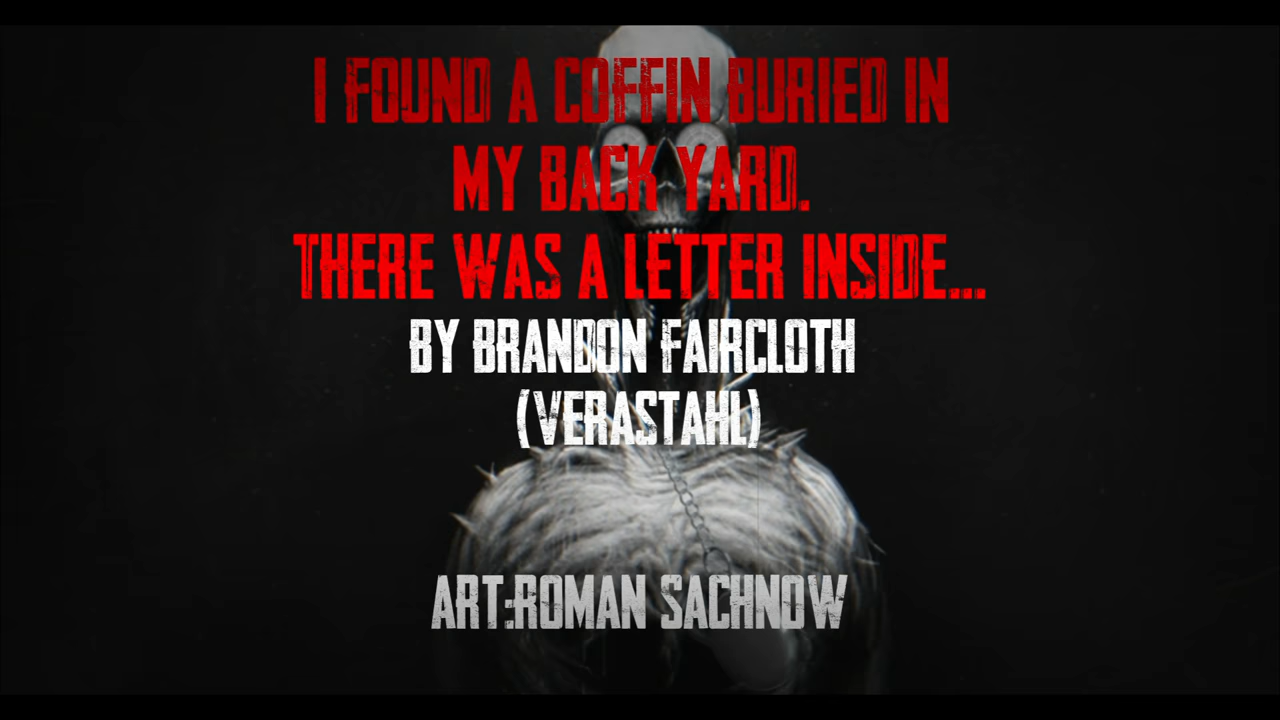 I FOUND A COFFIN BURIED IN
MY BACK YARD.
THERE WAS A LETTER INSIDE...
BY BRANDON FAIRCLOTH
(VERASTAHL)
ART:ROMAN SACHNOW